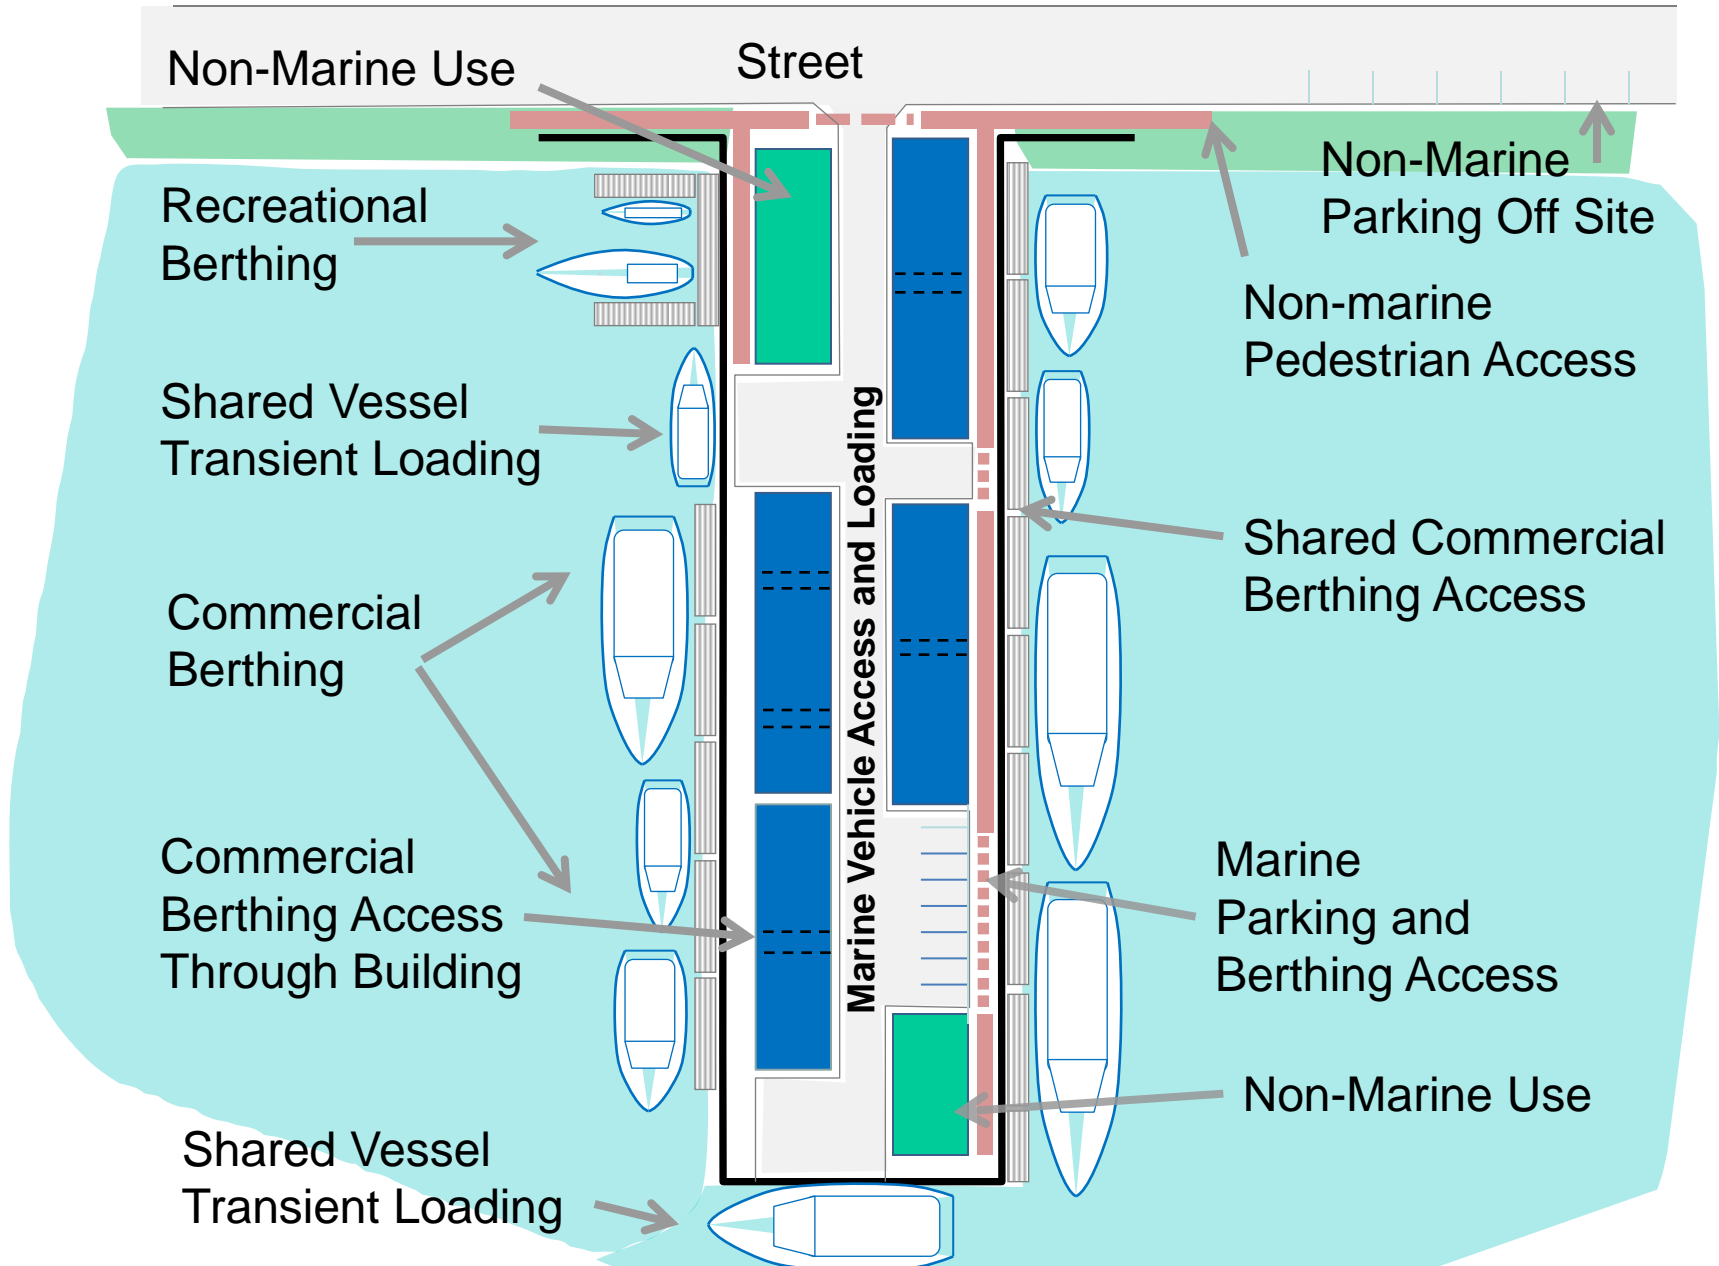 Street
Non-Marine Use
Recreational
Berthing
Shared Vessel
Transient Loading
Commercial
Berthing
Commercial
Berthing Access
Through Building
Shared Vessel
Transient Loading
Marine Vehicle Access and Loading
Non-Marine
Parking Off Site
Non-marine
Pedestrian Access
Shared Commercial
Berthing Access
Marine
Parking and
Berthing Access
Non-Marine Use